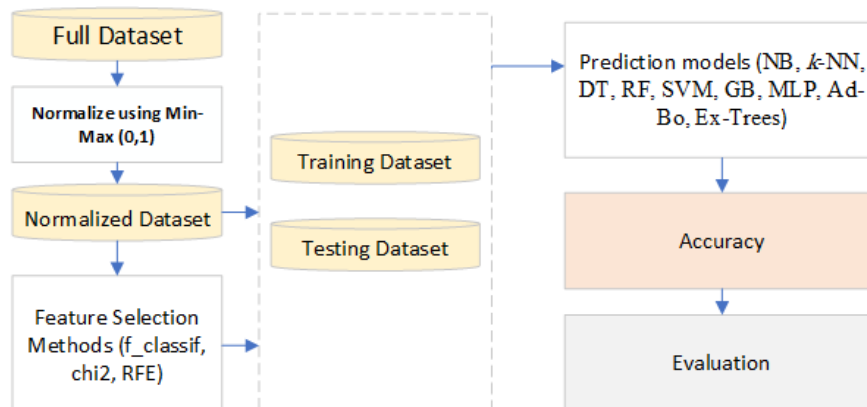 Full Dataset
Normalize using Min-
Max (0,1)
Normalized Dataset
Feature Selection
Methods (f_classif,
chi2, RFE)
Training Dataset
Testing Dataset
Prediction models (NB, k-NN,
DT, RF, SVM, GB, MLP, Ad-
Bo, Ex-Trees)
Accuracy
Evaluation